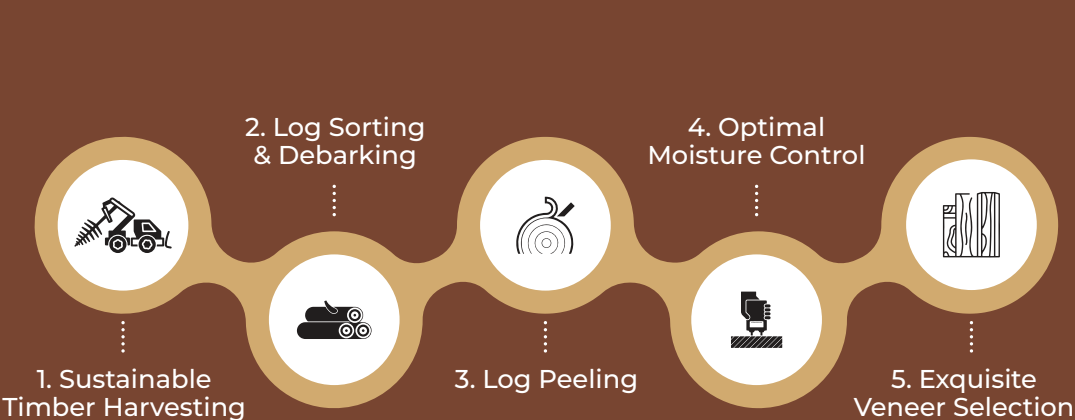 1. Sustainable
Timber Harvesting
2. Log Sorting
& Debarking
3. Log Peeling
4. Optimal
Moisture Control
5. Exquisite
Veneer Selection